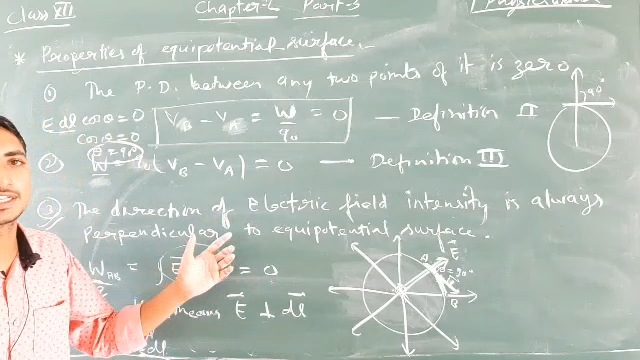 Class XII Chapter-2 Part-3
* Properties of equipotential surface :-
① The P.D. between any two points of it is zero
E dl cosθ = 0
cosθ = 0
θ = 90°
V_B - V_A = W/q₀ = 0 — Definition II
② W = (V_B - V_A) = 0 — Definition III
③ The direction of electric field intensity is always
perpendicular to equipotential surface.
W_AB = ∫ E = 0
means E ⊥ dl
dl
90°
A E
θ=90°
B